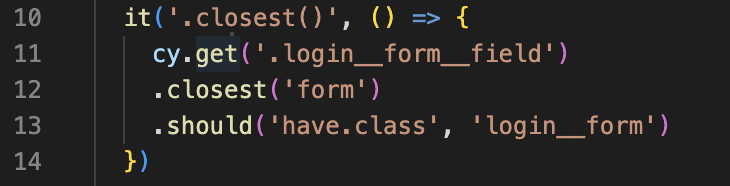 10 it('.closest()', () => {
11 cy.get('.login__form__field')
12 .closest('form')
13 .should('have.class', 'login__form')
14 })